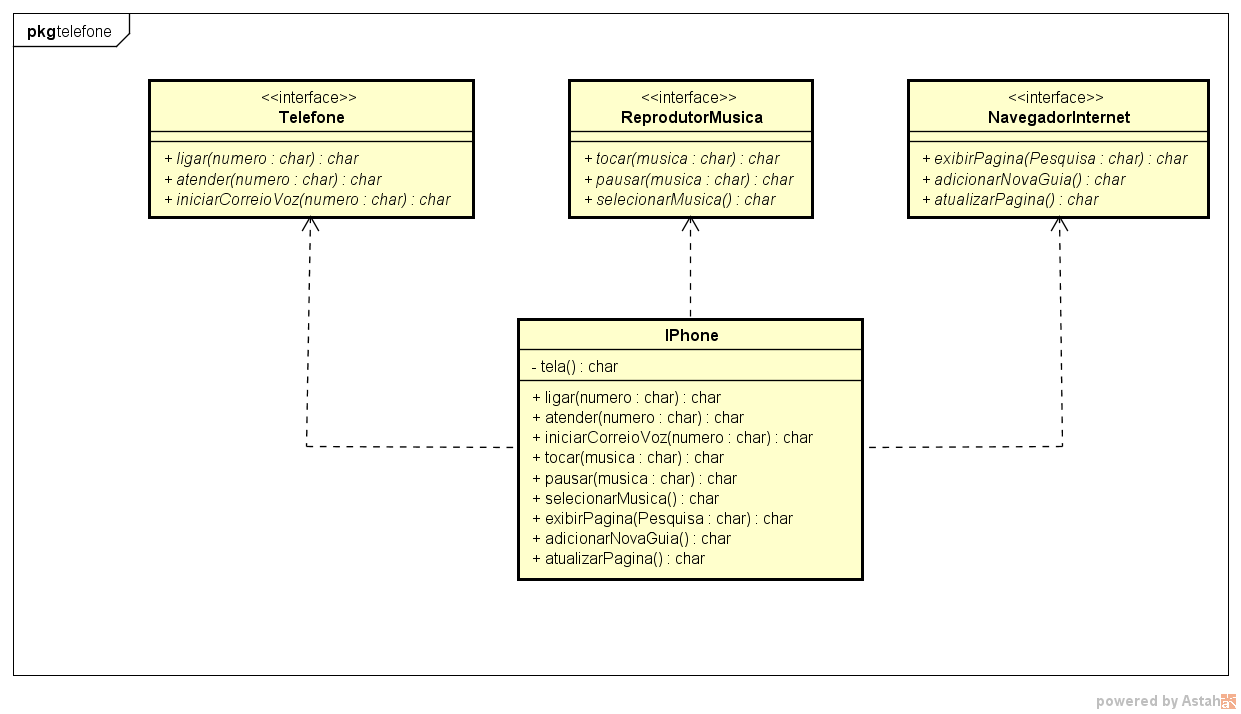 pkg telefone
<<interface>>
Telefone
+ ligar(numero : char) : char
+ atender(numero : char) : char
+ iniciarCorreioVoz(numero : char) : char
<<interface>>
ReprodutorMusica
+ tocar(musica : char) : char
+ pausar(musica : char) : char
+ selecionarMusica() : char
<<interface>>
NavegadorInternet
+ exibirPagina(Pesquisa : char) : char
+ adicionarNovaGuia() : char
+ atualizarPagina() : char
IPhone
- tela() : char
+ ligar(numero : char) : char
+ atender(numero : char) : char
+ iniciarCorreioVoz(numero : char) : char
+ tocar(musica : char) : char
+ pausar(musica : char) : char
+ selecionarMusica() : char
+ exibirPagina(Pesquisa : char) : char
+ adicionarNovaGuia() : char
+ atualizarPagina() : char
powered by Astah